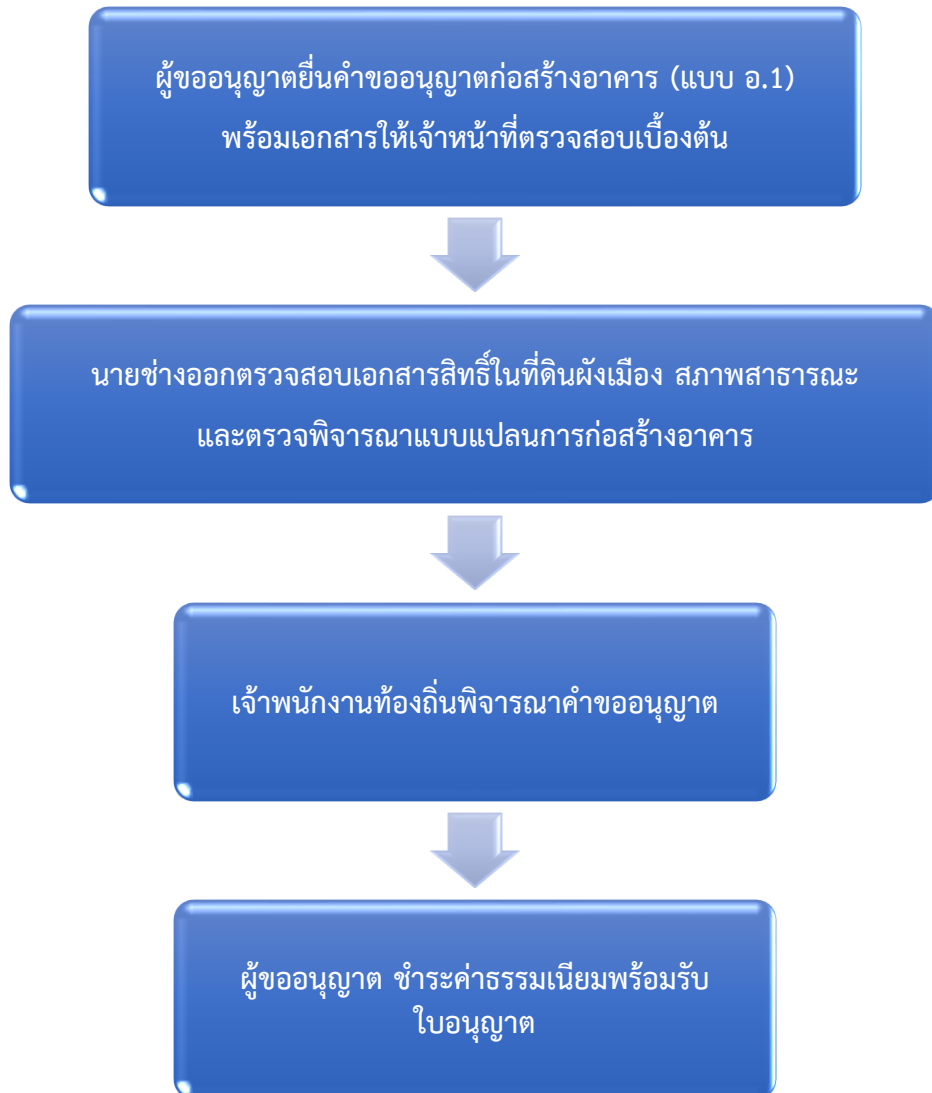 ผู้ขออนุญาตยื่นคำขออนุญาตก่อสร้างอาคาร (แบบ อ.1)
พร้อมเอกสารให้เจ้าหน้าที่ตรวจสอบเบื้องต้น
นายช่างออกตรวจสอบเอกสารสิทธิ์ในที่ดินผังเมือง สภาพสาธารณะ
และตรวจพิจารณาแบบแปลนการก่อสร้างอาคาร
เจ้าพนักงานท้องถิ่นพิจารณาคำขออนุญาต
ผู้ขออนุญาต ชำระค่าธรรมเนียมพร้อมรับ
ใบอนุญาต